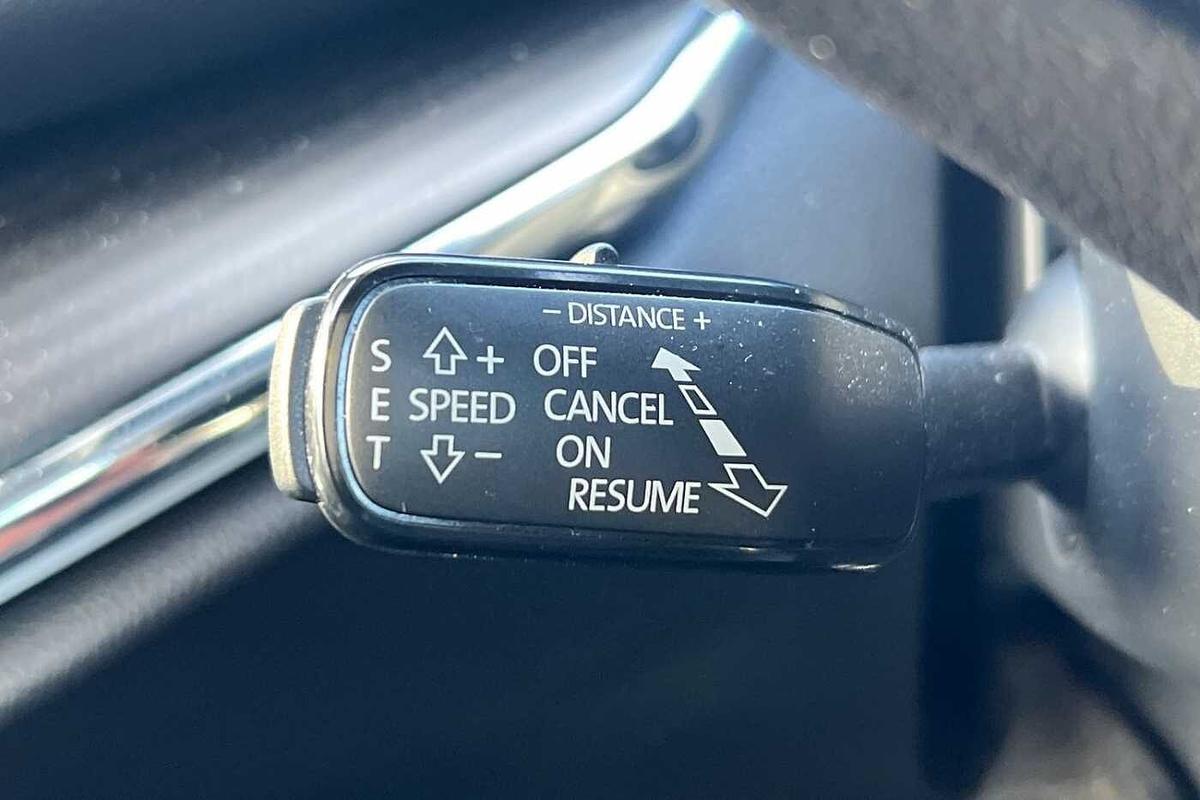 − DISTANCE +
S + OFF
E SPEED CANCEL
T − ON
RESUME